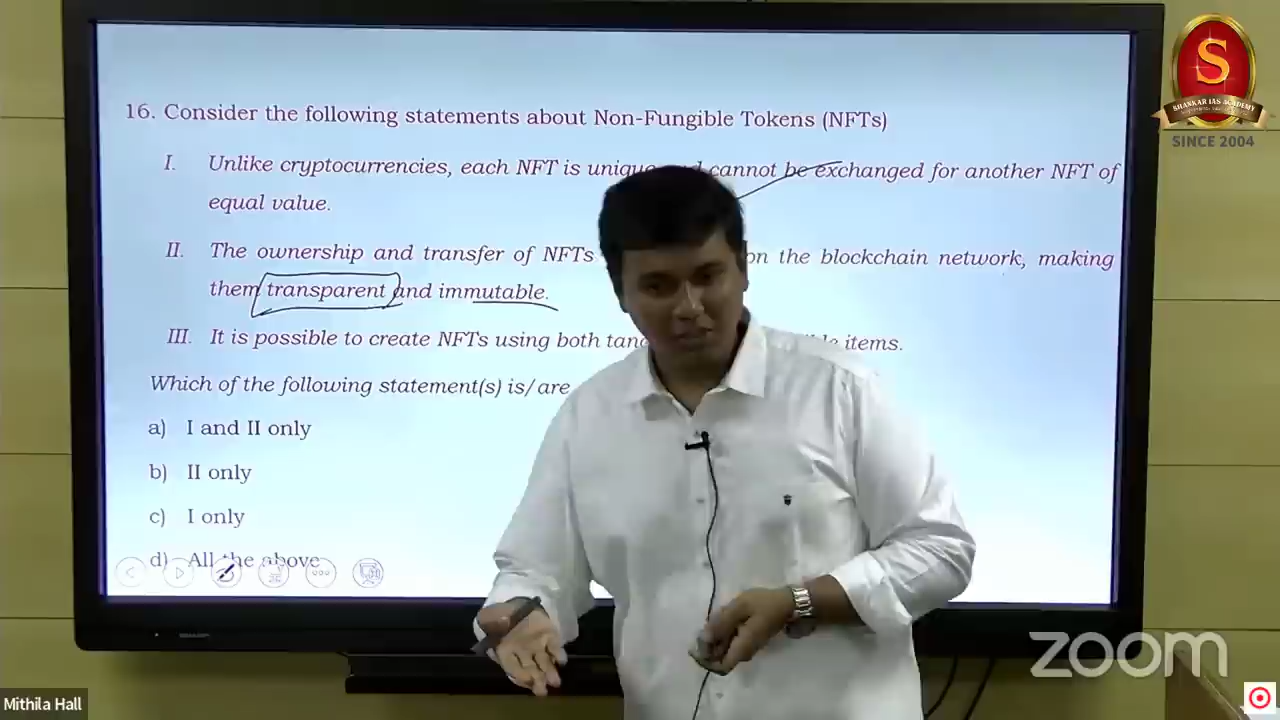 16. Consider the following statements about Non-Fungible Tokens (NFTs)
I. Unlike cryptocurrencies, each NFT is unique cannot be exchanged for another NFT of
equal value.
II. The ownership and transfer of NFTs on the blockchain network, making
them transparent and immutable.
III. It is possible to create NFTs using both items.
Which of the following statement(s) is/are
a) I and II only
b) II only
c) I only
d) All the above
S
SHANKAR IAS ACADEMY
SINCE 2004
SHARP
zoom
Mithila Hall